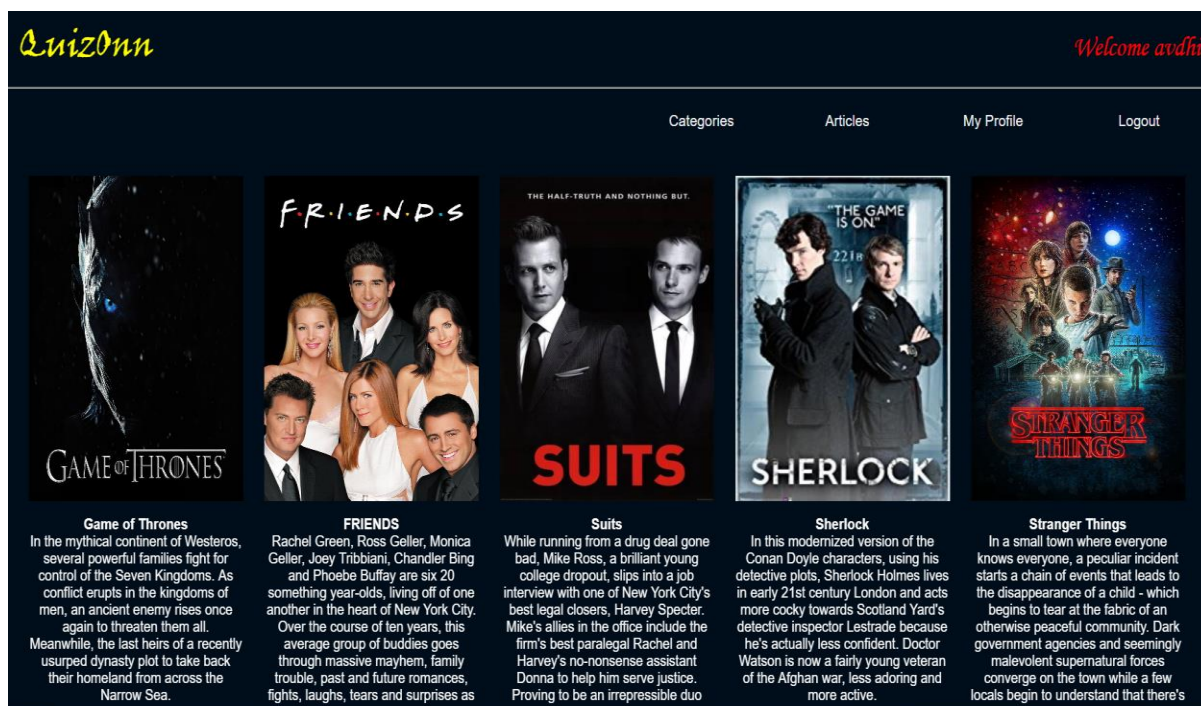 QuizOnn
Welcome avdhi
Categories Articles My Profile Logout
GAME OF THRONES
F·R·I·E·N·D·S
THE HALF-TRUTH AND NOTHING BUT.
SUITS
"THE GAME
IS ON"
221B
SHERLOCK
STRANGER
THINGS
Game of Thrones
In the mythical continent of Westeros,
several powerful families fight for
control of the Seven Kingdoms. As
conflict erupts in the kingdoms of
men, an ancient enemy rises once
again to threaten them all.
Meanwhile, the last heirs of a recently
usurped dynasty plot to take back
their homeland from across the
Narrow Sea.
FRIENDS
Rachel Green, Ross Geller, Monica
Geller, Joey Tribbiani, Chandler Bing
and Phoebe Buffay are six 20
something year-olds, living off of one
another in the heart of New York City.
Over the course of ten years, this
average group of buddies goes
through massive mayhem, family
trouble, past and future romances,
fights, laughs, tears and surprises as
Suits
While running from a drug deal gone
bad, Mike Ross, a brilliant young
college dropout, slips into a job
interview with one of New York City's
best legal closers, Harvey Specter.
Mike's allies in the office include the
firm's best paralegal Rachel and
Harvey's no-nonsense assistant
Donna to help him serve justice.
Proving to be an irrepressible duo
Sherlock
In this modernized version of the
Conan Doyle characters, using his
detective plots, Sherlock Holmes lives
in early 21st century London and acts
more cocky towards Scotland Yard's
detective inspector Lestrade because
he's actually less confident. Doctor
Watson is now a fairly young veteran
of the Afghan war, less adoring and
more active.
Stranger Things
In a small town where everyone
knows everyone, a peculiar incident
starts a chain of events that leads to
the disappearance of a child - which
begins to tear at the fabric of an
otherwise peaceful community. Dark
government agencies and seemingly
malevolent supernatural forces
converge on the town while a few
locals begin to understand that there's